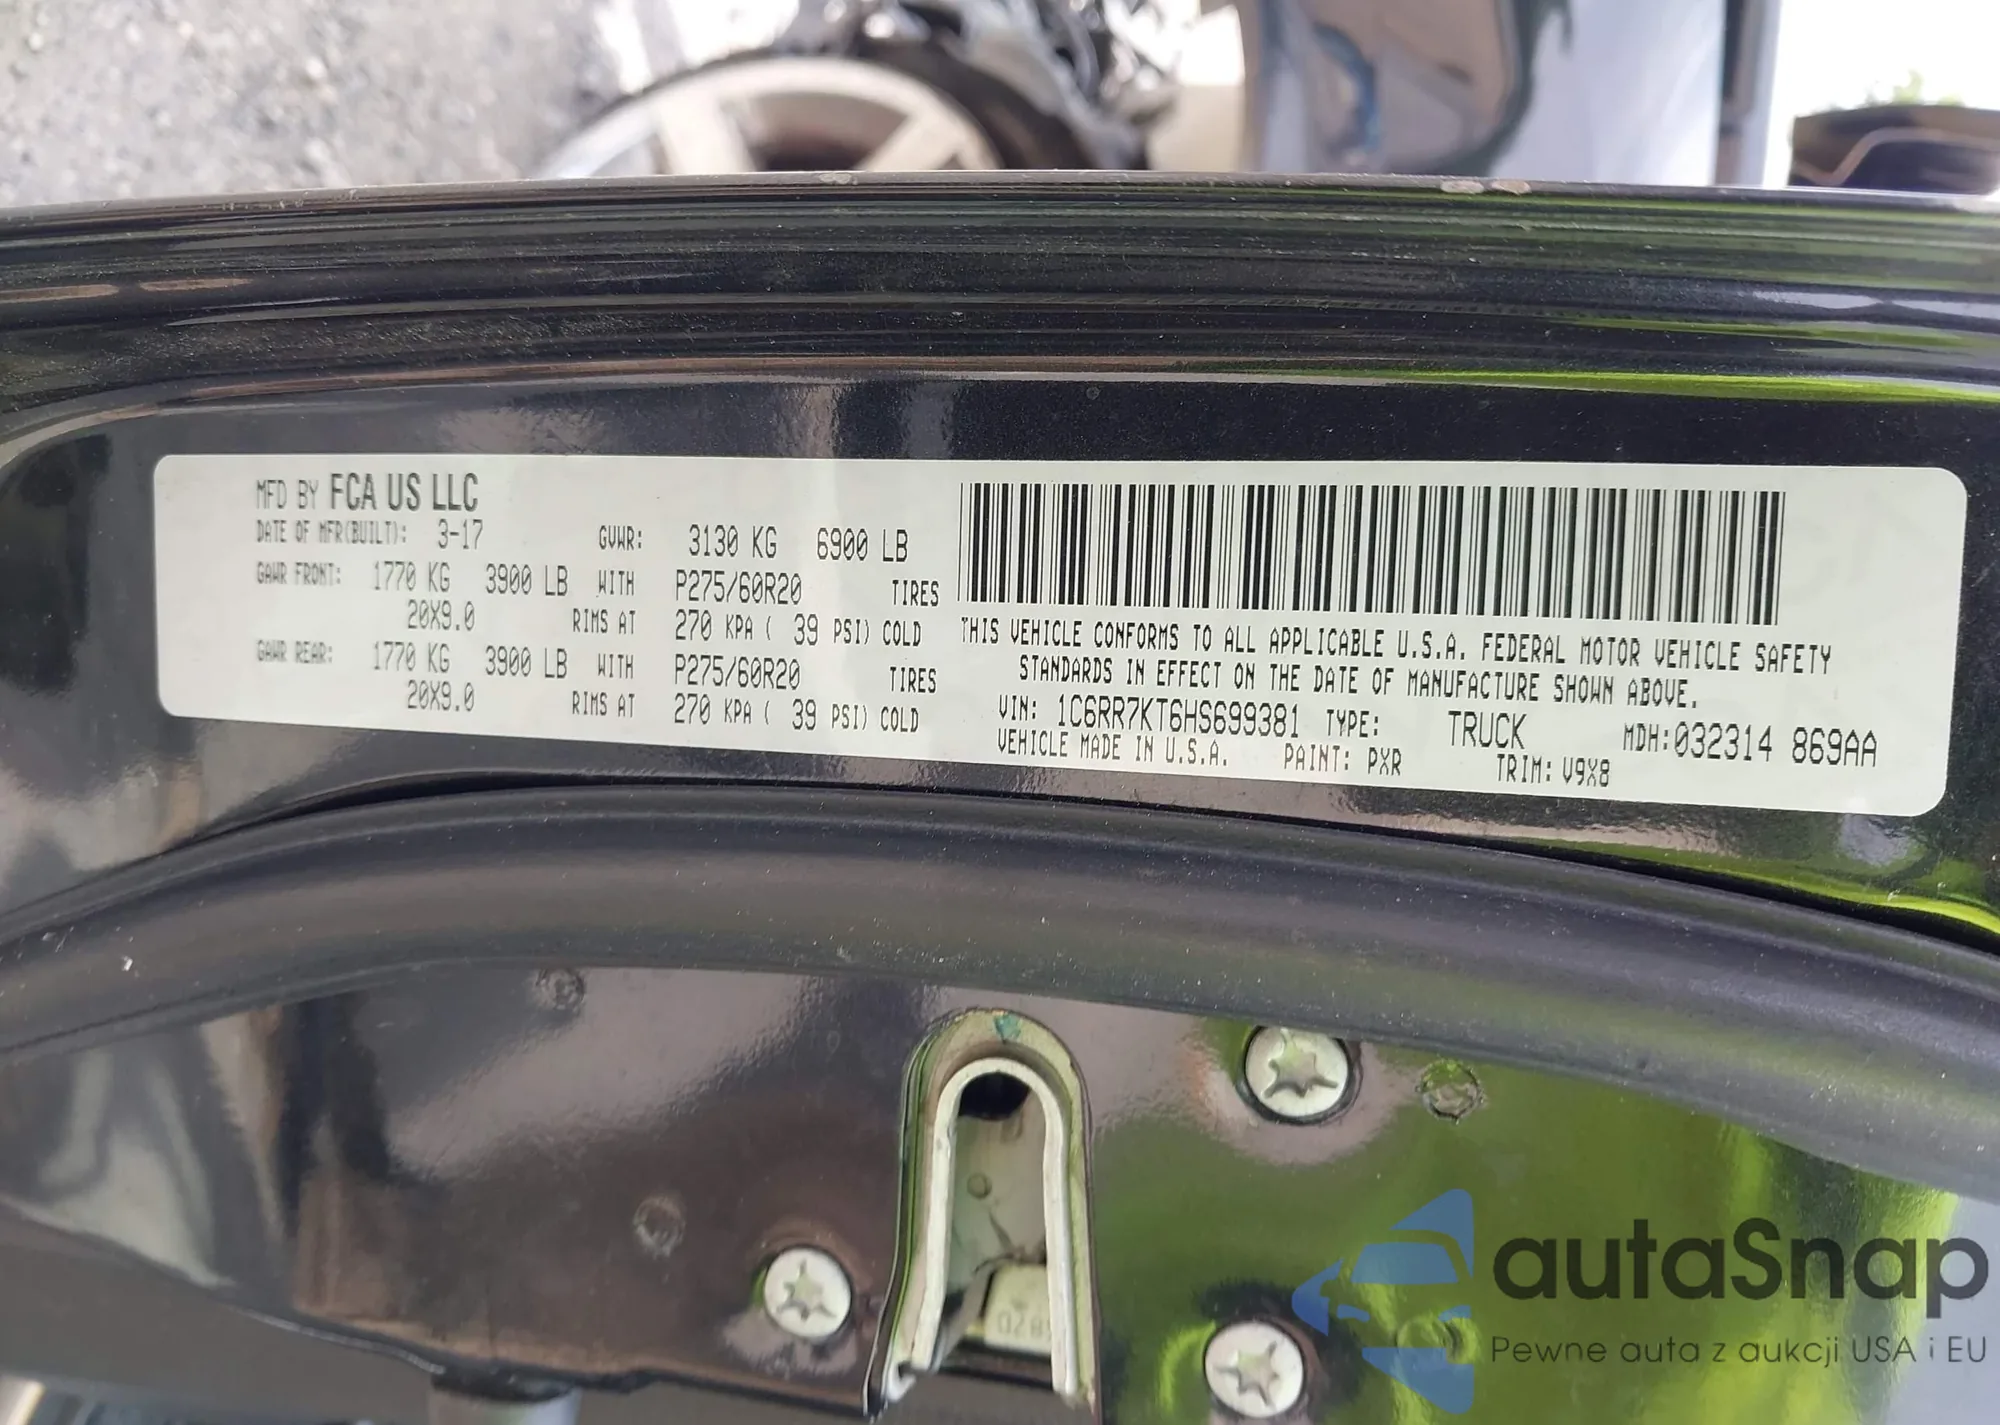 MFD BY FCA US LLC
DATE OF MFR(BUILT): 3-17 GVWR: 3130 KG 6900 LB
GAWR FRONT: 1770 KG 3900 LB WITH P275/60R20 TIRES
20X9.0 RIMS AT 270 KPA ( 39 PSI) COLD
GAWR REAR: 1770 KG 3900 LB WITH P275/60R20 TIRES
20X9.0 RIMS AT 270 KPA ( 39 PSI) COLD
THIS VEHICLE CONFORMS TO ALL APPLICABLE U.S.A. FEDERAL MOTOR VEHICLE SAFETY
STANDARDS IN EFFECT ON THE DATE OF MANUFACTURE SHOWN ABOVE.
VIN: 1C6RR7KT6HS699381 TYPE: TRUCK MDH:032314 869AA
VEHICLE MADE IN U.S.A. PAINT: PXR TRIM: V9X8
autaSnap
Pewne auta z aukcji USA i EU